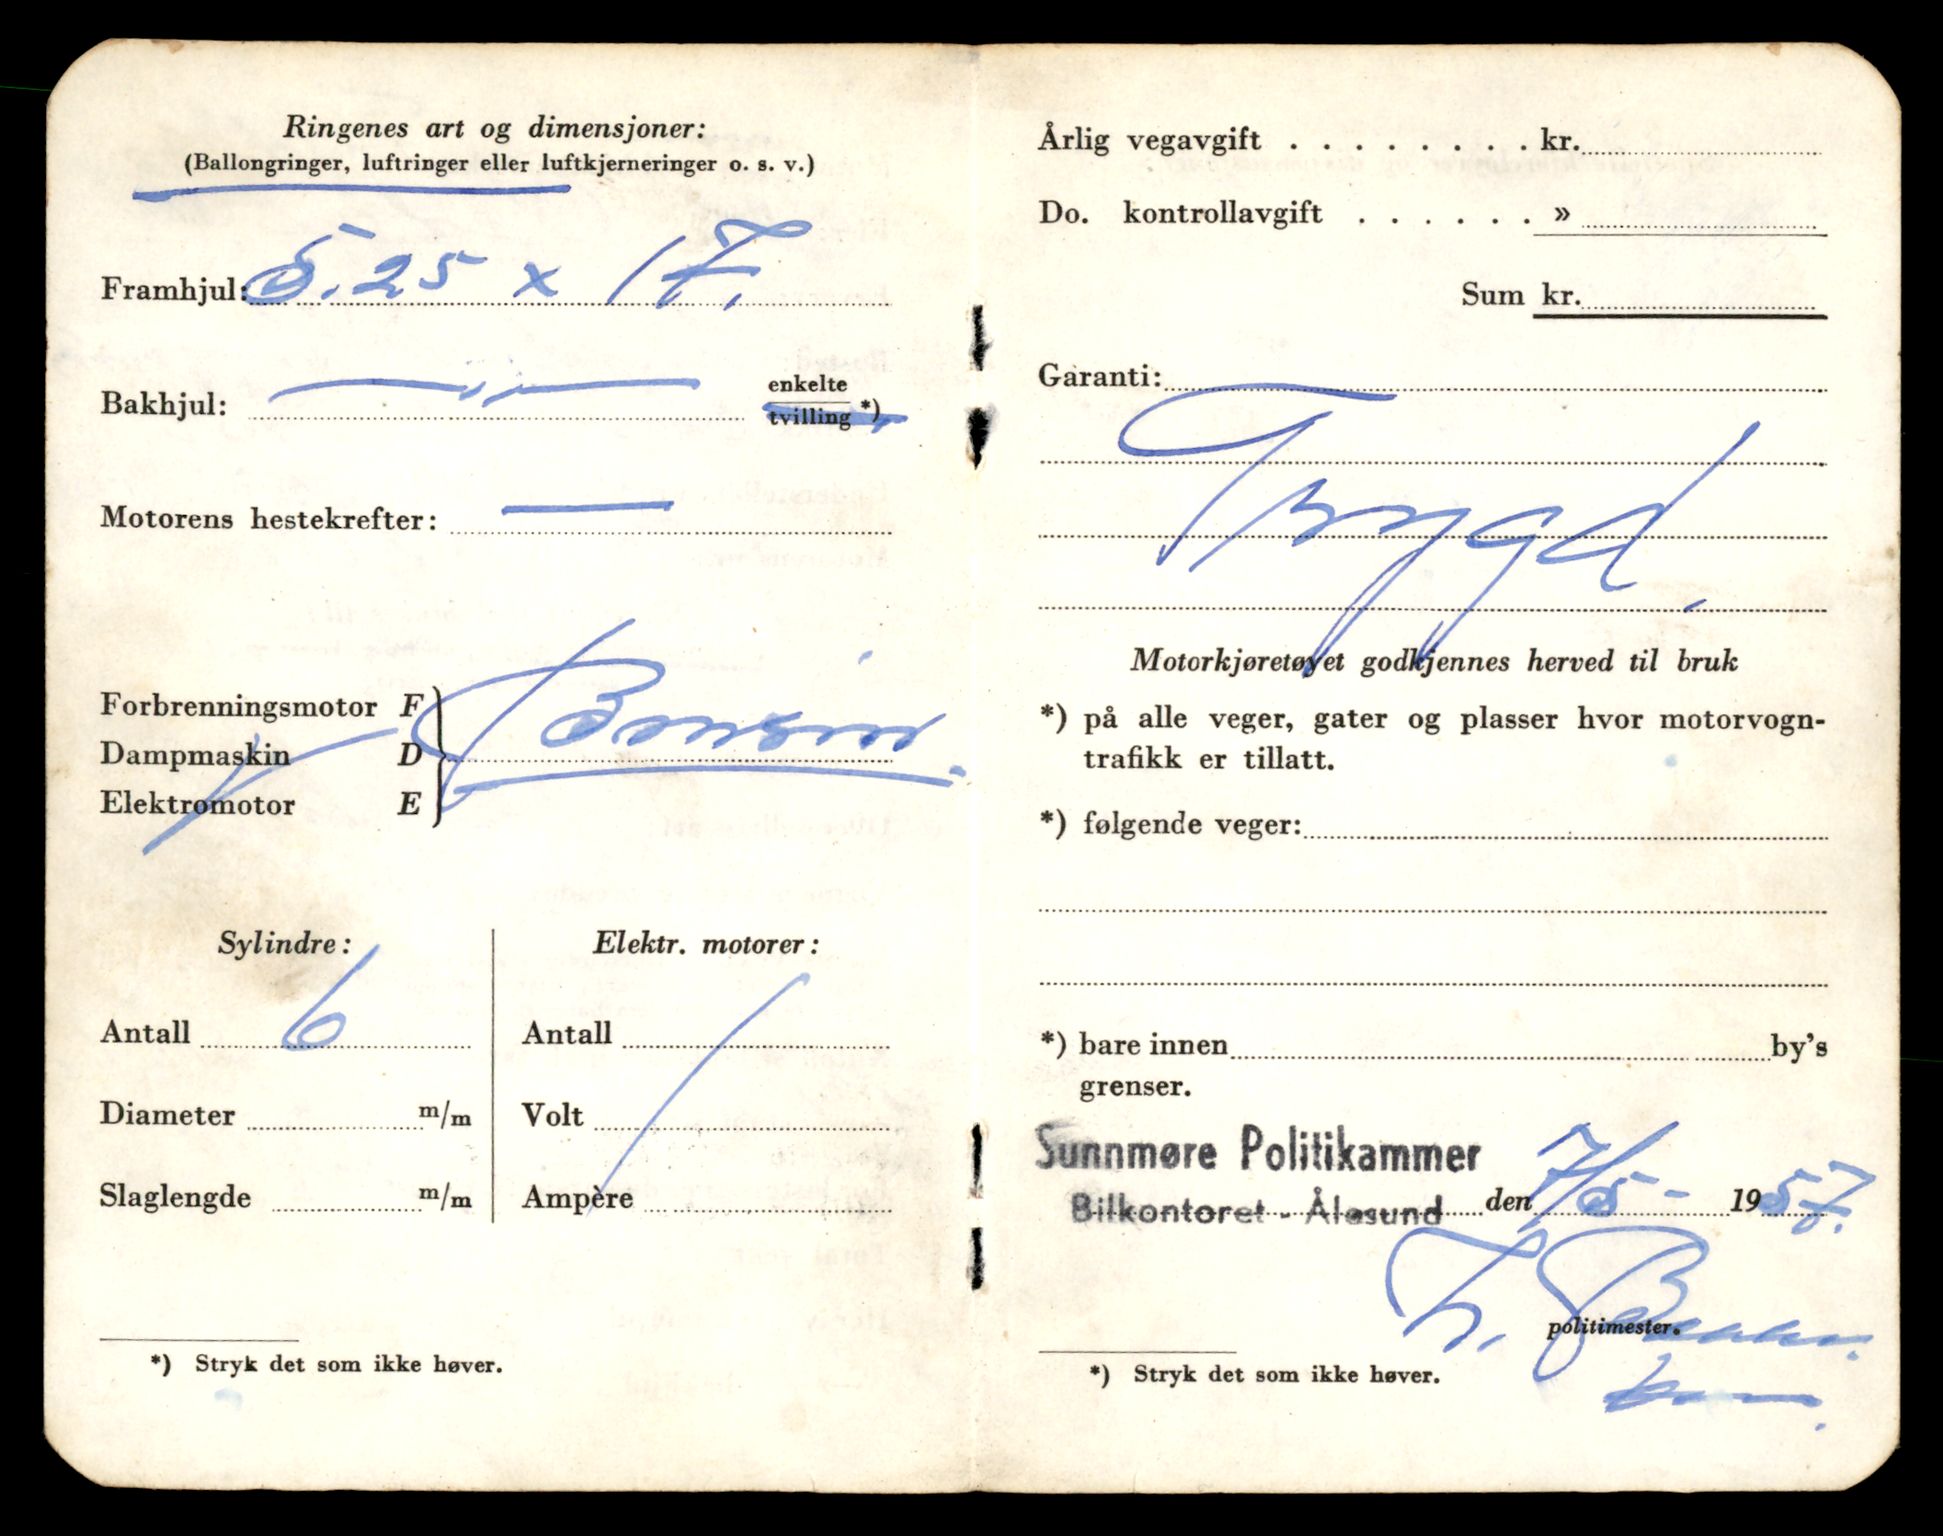 Ringenes art og dimensjoner:
(Ballongringer, luftringer eller luftkjerneringer o. s. v.)
Framhjul: 5.25 x 17.
Bakhjul: —"— enkelte
tvilling *)
Motorens hestekrefter: —
Forbrenningsmotor F
Dampmaskin D
Elektromotor E
Bensin.
Sylindre:
Antall 6
Diameter m/m
Slaglengde m/m
Elektr. motorer:
Antall
Volt
Ampère
*) Stryk det som ikke høver.
Årlig vegavgift . . . . . . . . kr.
Do. kontrollavgift . . . . . . »
Sum kr.
Garanti:
Trygd.
Motorkjøretøyet godkjennes herved til bruk
*) på alle veger, gater og plasser hvor motorvogn-
trafikk er tillatt.
*) følgende veger:
*) bare innen by's
grenser.
Sunnmøre Politikammer
Bilkontoret - Ålesund den 7/5 - 1957.
politimester.
*) Stryk det som ikke høver.